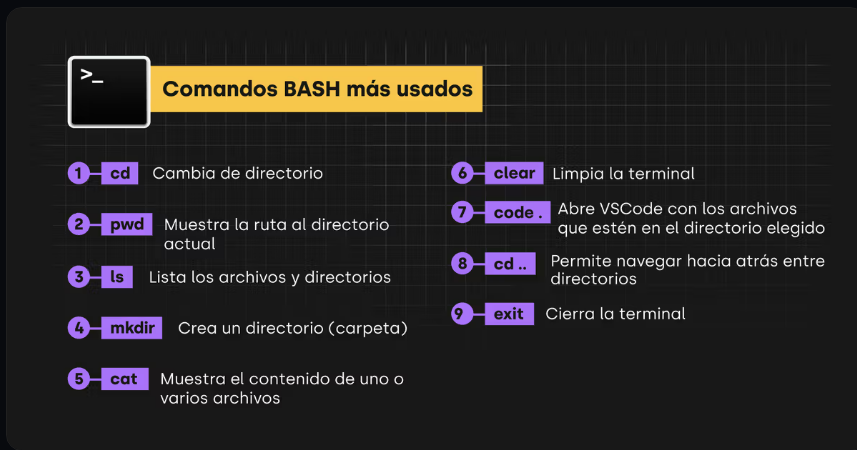 >_
Comandos BASH más usados
1 cd Cambia de directorio
2 pwd Muestra la ruta al directorio
actual
3 ls Lista los archivos y directorios
4 mkdir Crea un directorio (carpeta)
5 cat Muestra el contenido de uno o
varios archivos
6 clear Limpia la terminal
7 code . Abre VSCode con los archivos
que estén en el directorio elegido
8 cd .. Permite navegar hacia atrás entre
directorios
9 exit Cierra la terminal